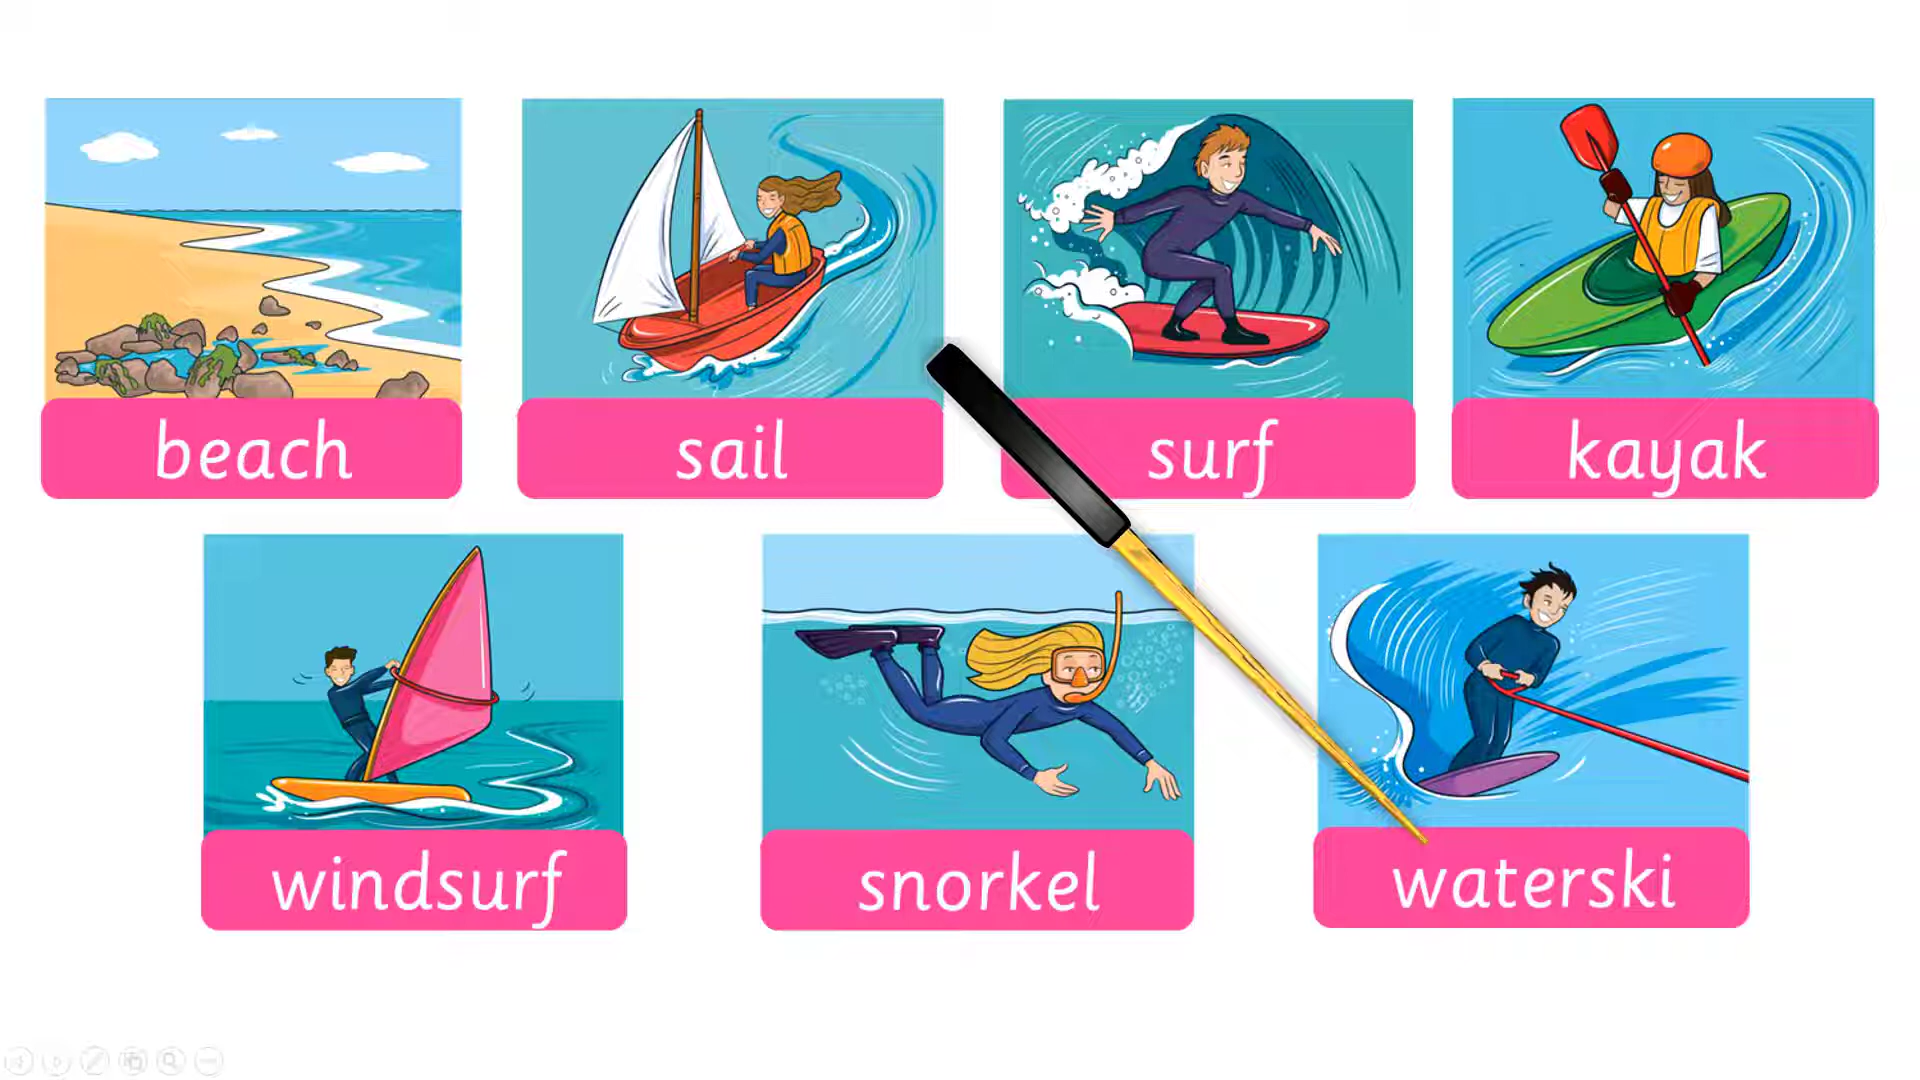 beach
sail
surf
kayak
windsurf
snorkel
waterski